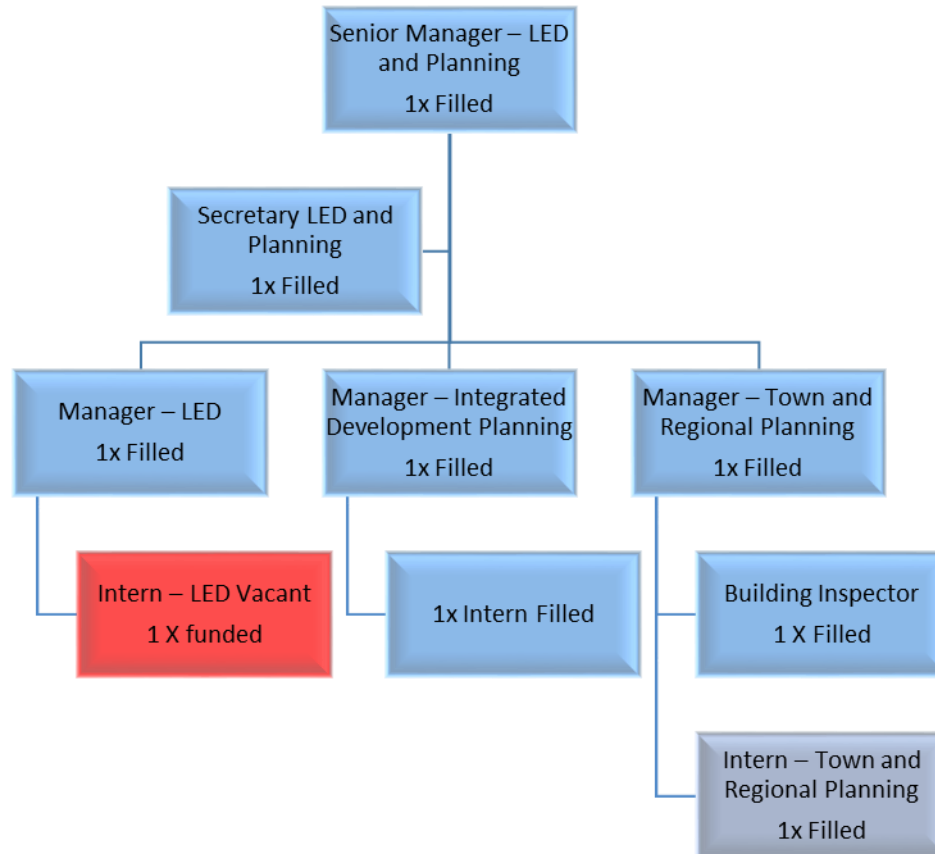 Senior Manager – LED
and Planning
1x Filled
Secretary LED and
Planning
1x Filled
Manager – LED
1x Filled
Manager – Integrated
Development Planning
1x Filled
Manager – Town and
Regional Planning
1x Filled
Intern – LED Vacant
1 X funded
1x Intern Filled
Building Inspector
1 X Filled
Intern – Town and
Regional Planning
1x Filled